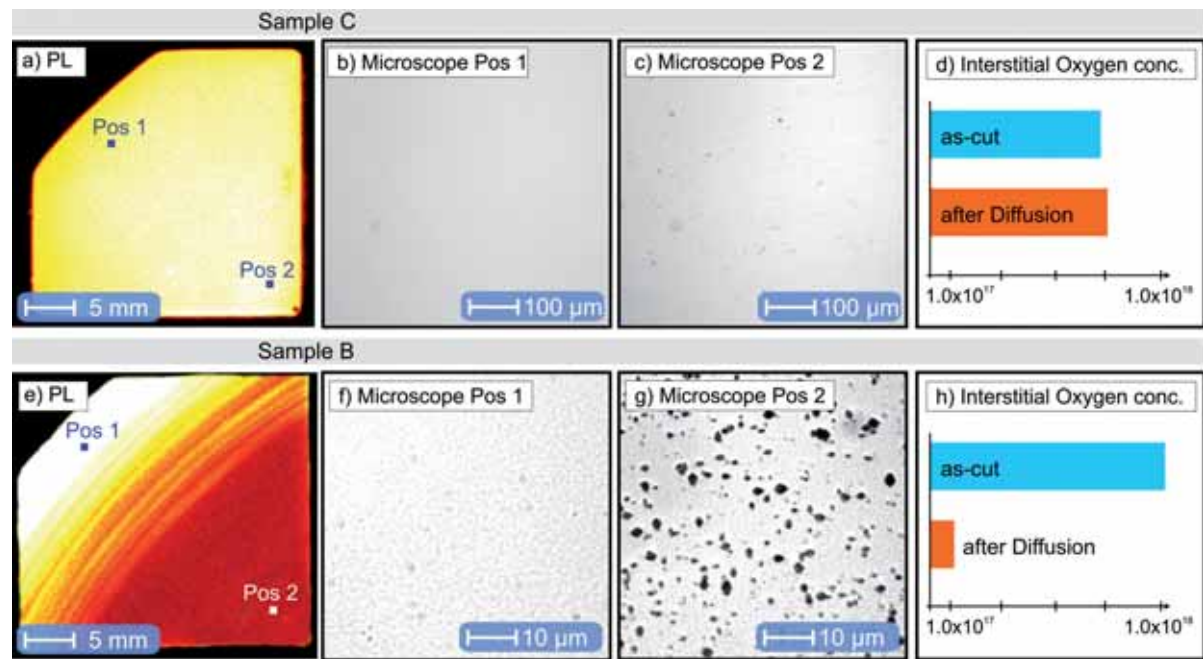 Sample C
a) PL
Pos 1
Pos 2
5 mm
b) Microscope Pos 1
100 µm
c) Microscope Pos 2
100 µm
d) Interstitial Oxygen conc.
as-cut
after Diffusion
1.0x10¹⁷ 1.0x10¹⁸
Sample B
e) PL
Pos 1
Pos 2
5 mm
f) Microscope Pos 1
10 µm
g) Microscope Pos 2
10 µm
h) Interstitial Oxygen conc.
as-cut
after Diffusion
1.0x10¹⁷ 1.0x10¹⁸